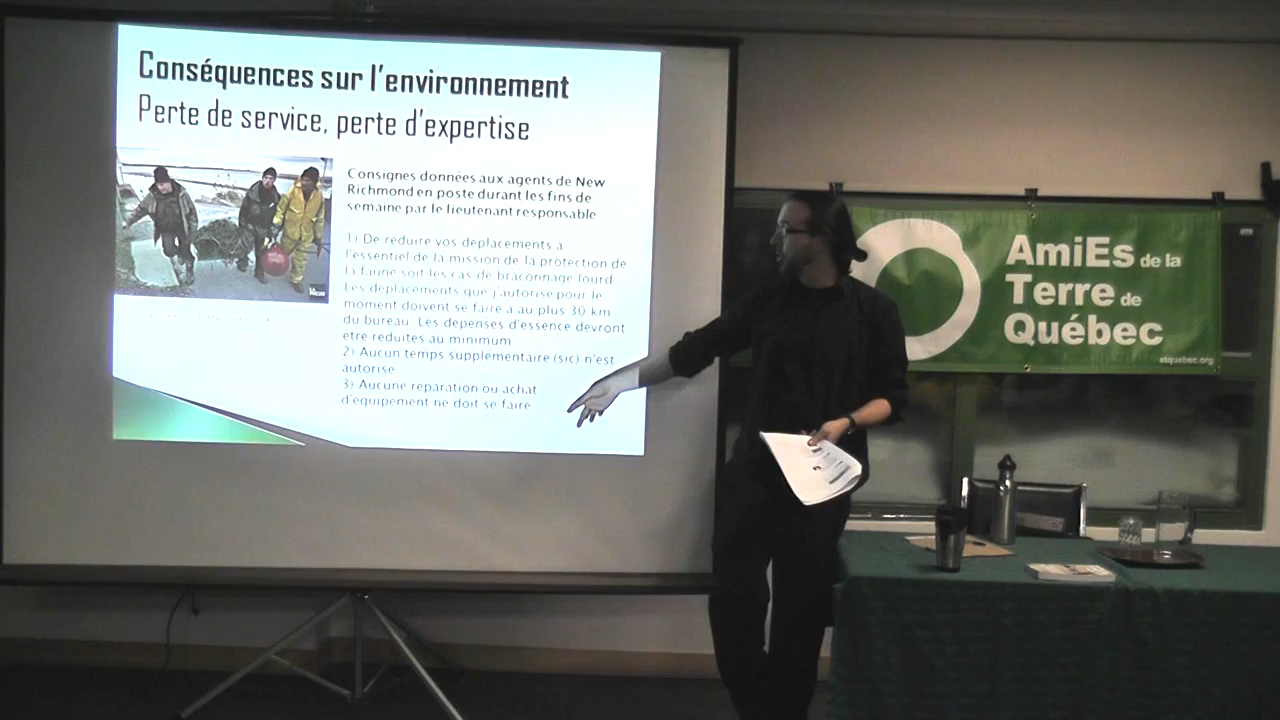 Conséquences sur l'environnement
Perte de service, perte d'expertise
Consignes données aux agents de New
Richmond en poste durant les fins de
semaine par le lieutenant responsable:
1) De reduire vos deplacements a
l'essentiel de la mission de la protection de
la faune soit les cas de braconnage lourd
Les deplacements que j'autorise pour le
moment doivent se faire a au plus 30 km
du bureau. Les depenses d'essence devront
etre reduites au minimum
2) Aucun temps supplementaire (sic) n'est
autorise
3) Aucune reparation ou achat
d'equipement ne doit se faire
AmiEs de la
Terre de
Québec
atquebec.org